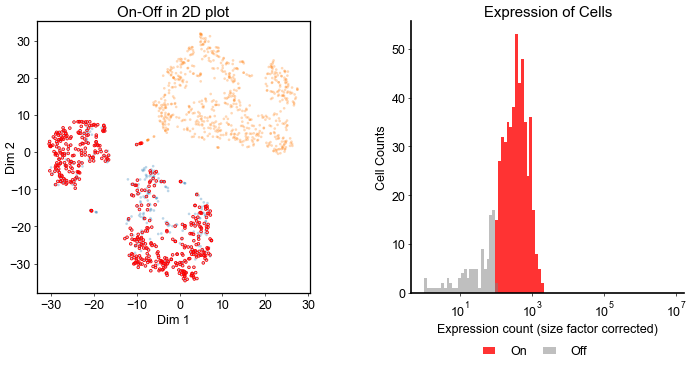 On-Off in 2D plot
30
20
10
0
−10
−20
−30
Dim 2
−30 −20 −10 0 10 20 30
Dim 1
Expression of Cells
50
40
30
20
10
0
Cell Counts
10^1 10^3 10^5 10^7
Expression count (size factor corrected)
On Off